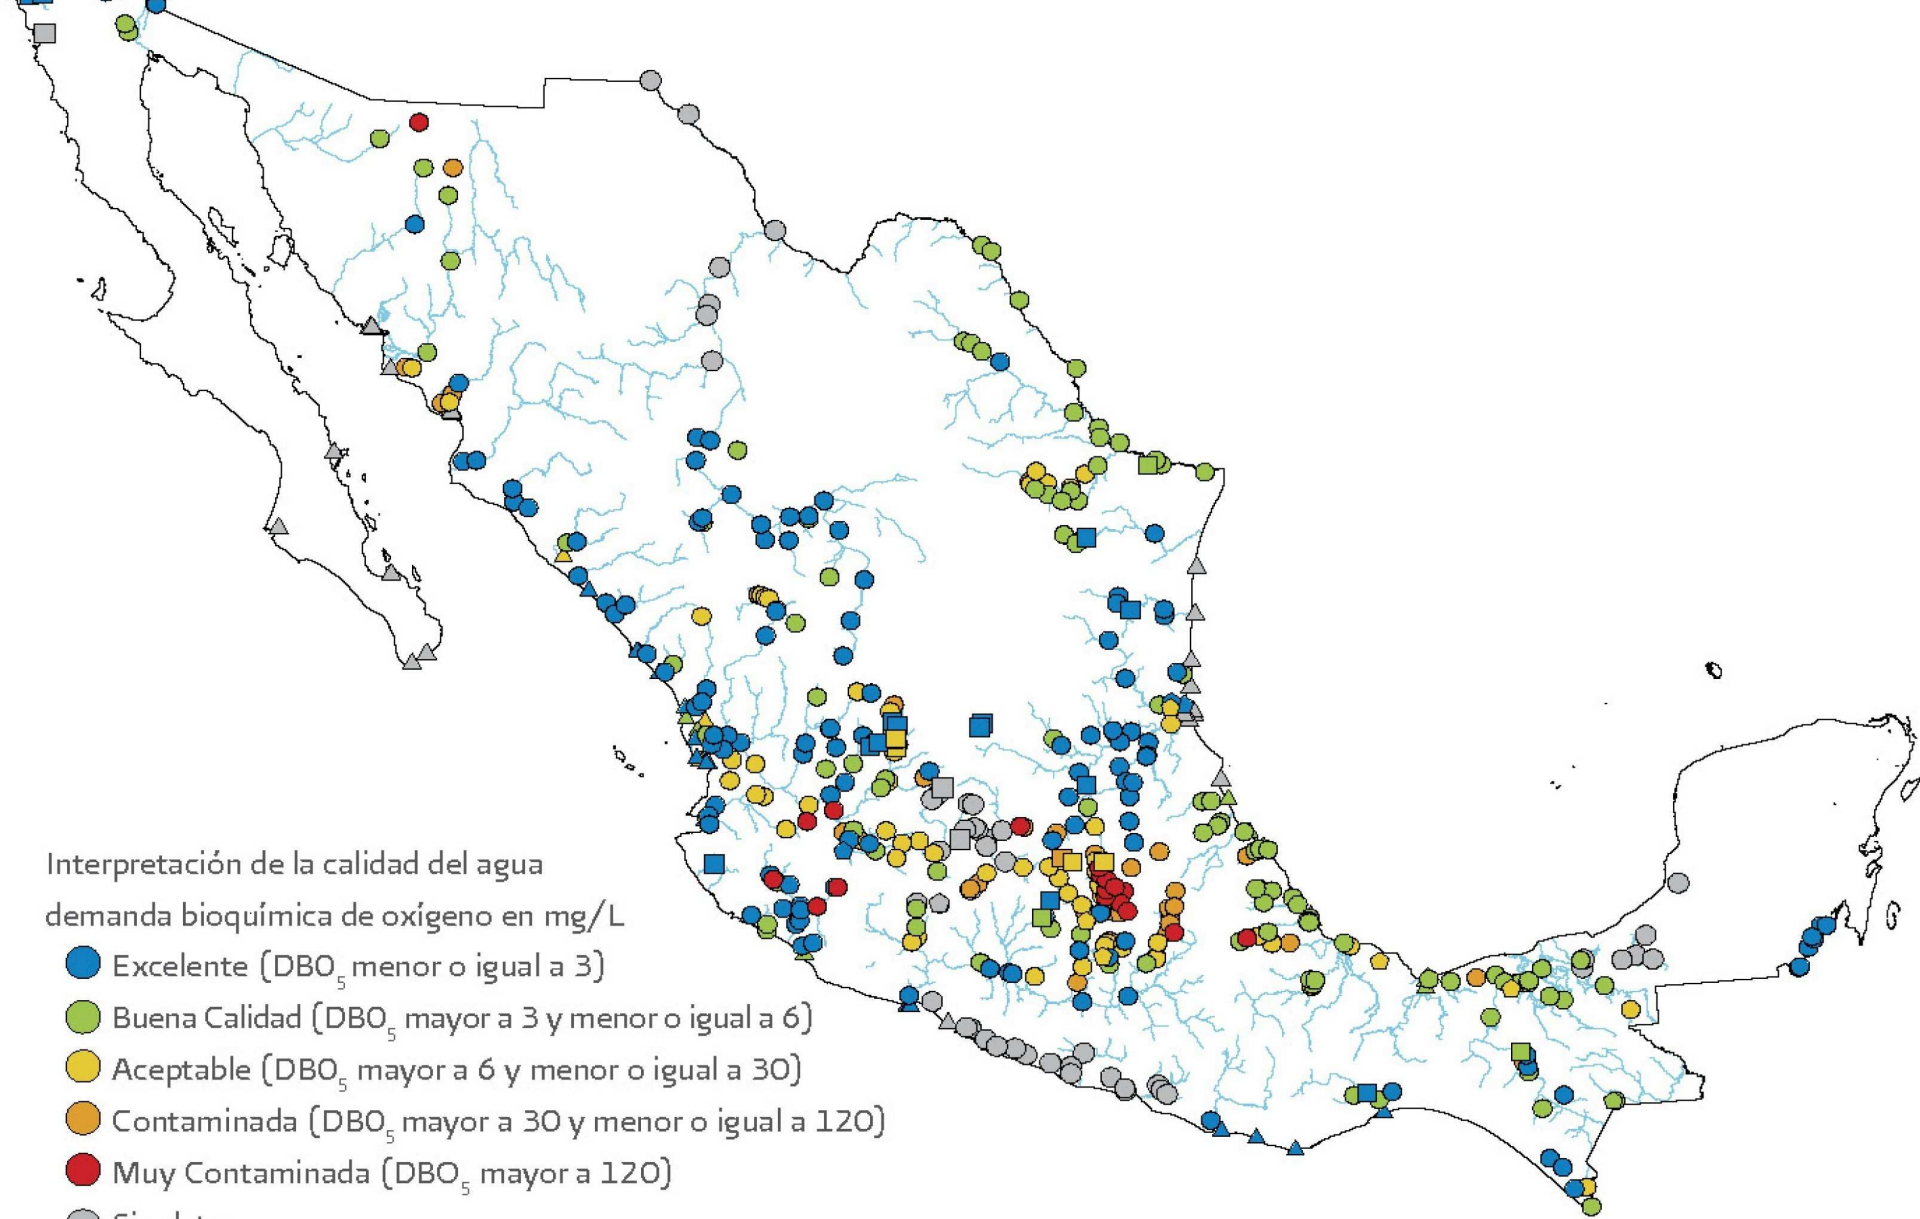 Interpretación de la calidad del agua
demanda bioquímica de oxígeno en mg/L
Excelente (DBO₅ menor o igual a 3)
Buena Calidad (DBO₅ mayor a 3 y menor o igual a 6)
Aceptable (DBO₅ mayor a 6 y menor o igual a 30)
Contaminada (DBO₅ mayor a 30 y menor o igual a 120)
Muy Contaminada (DBO₅ mayor a 120)